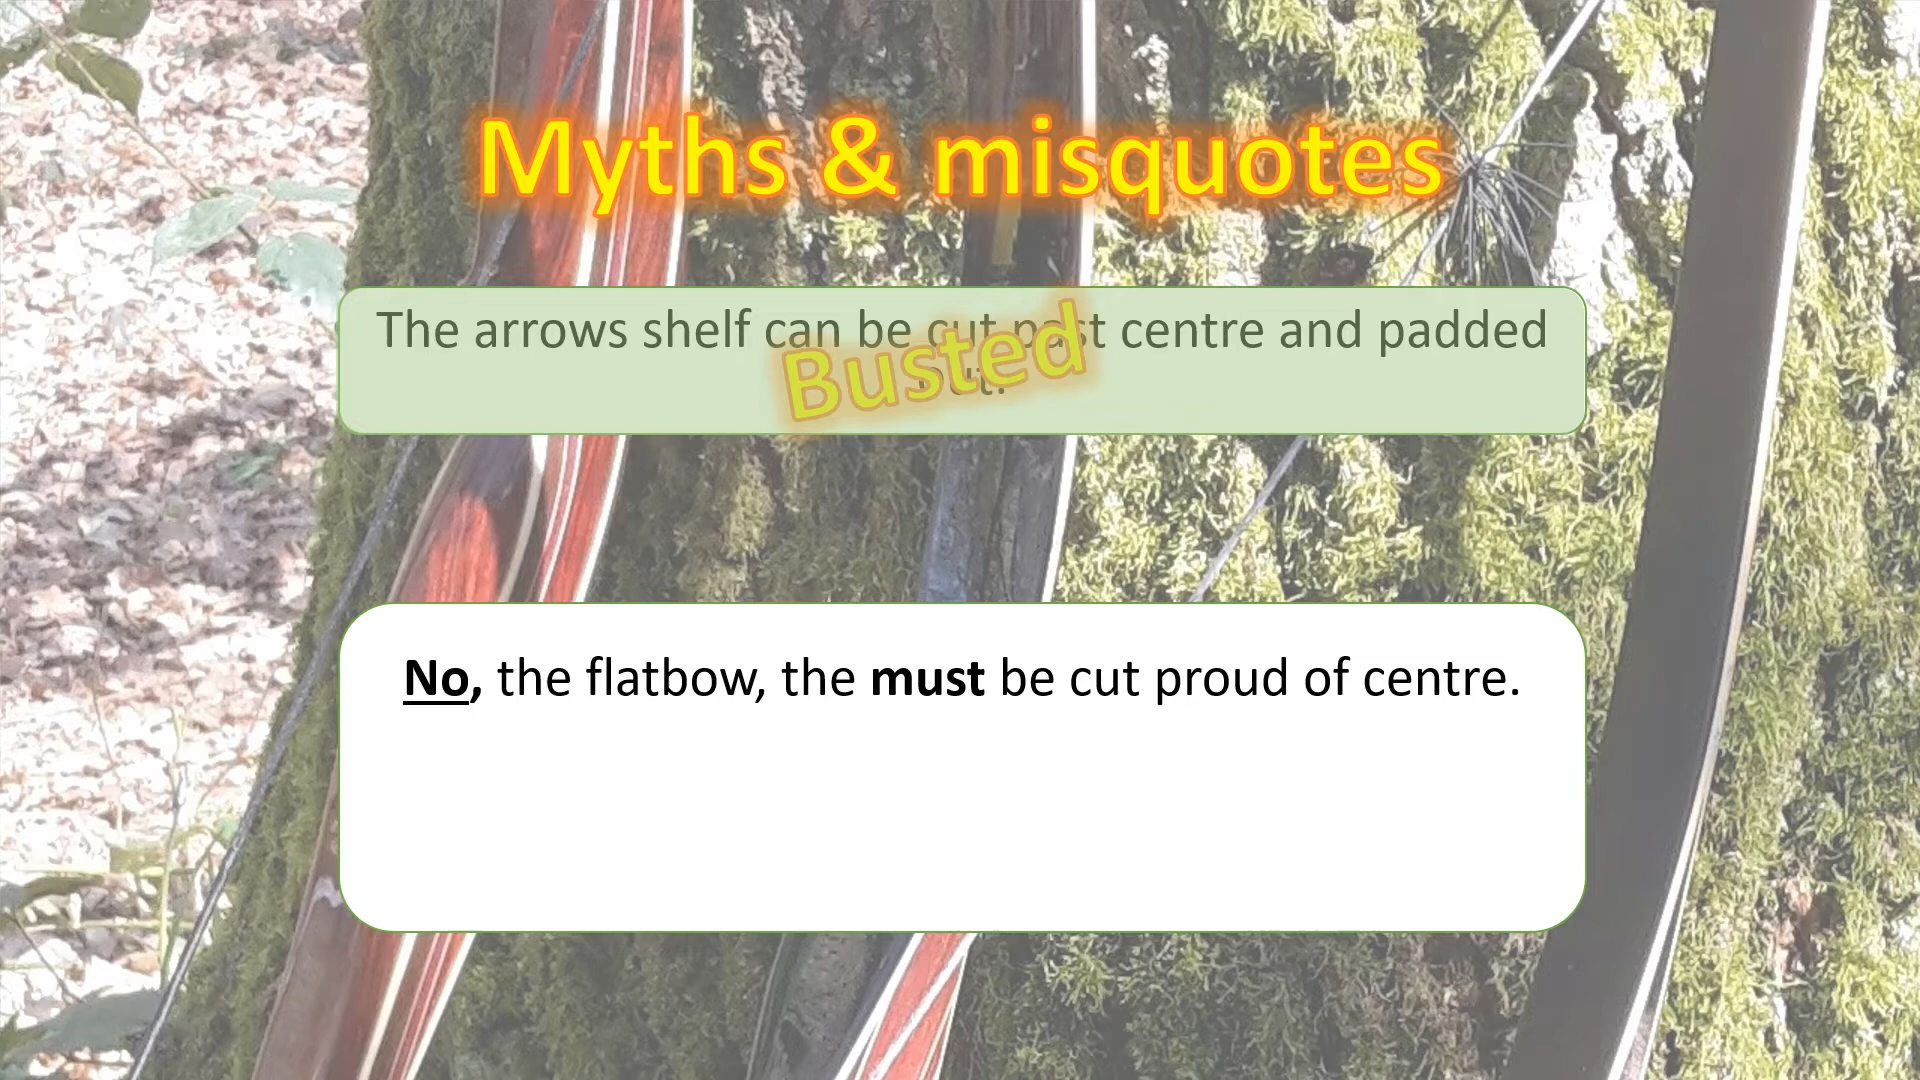 Myths & misquotes
The arrows shelf can be cut past centre and padded
out.
Busted
No, the flatbow, the must be cut proud of centre.